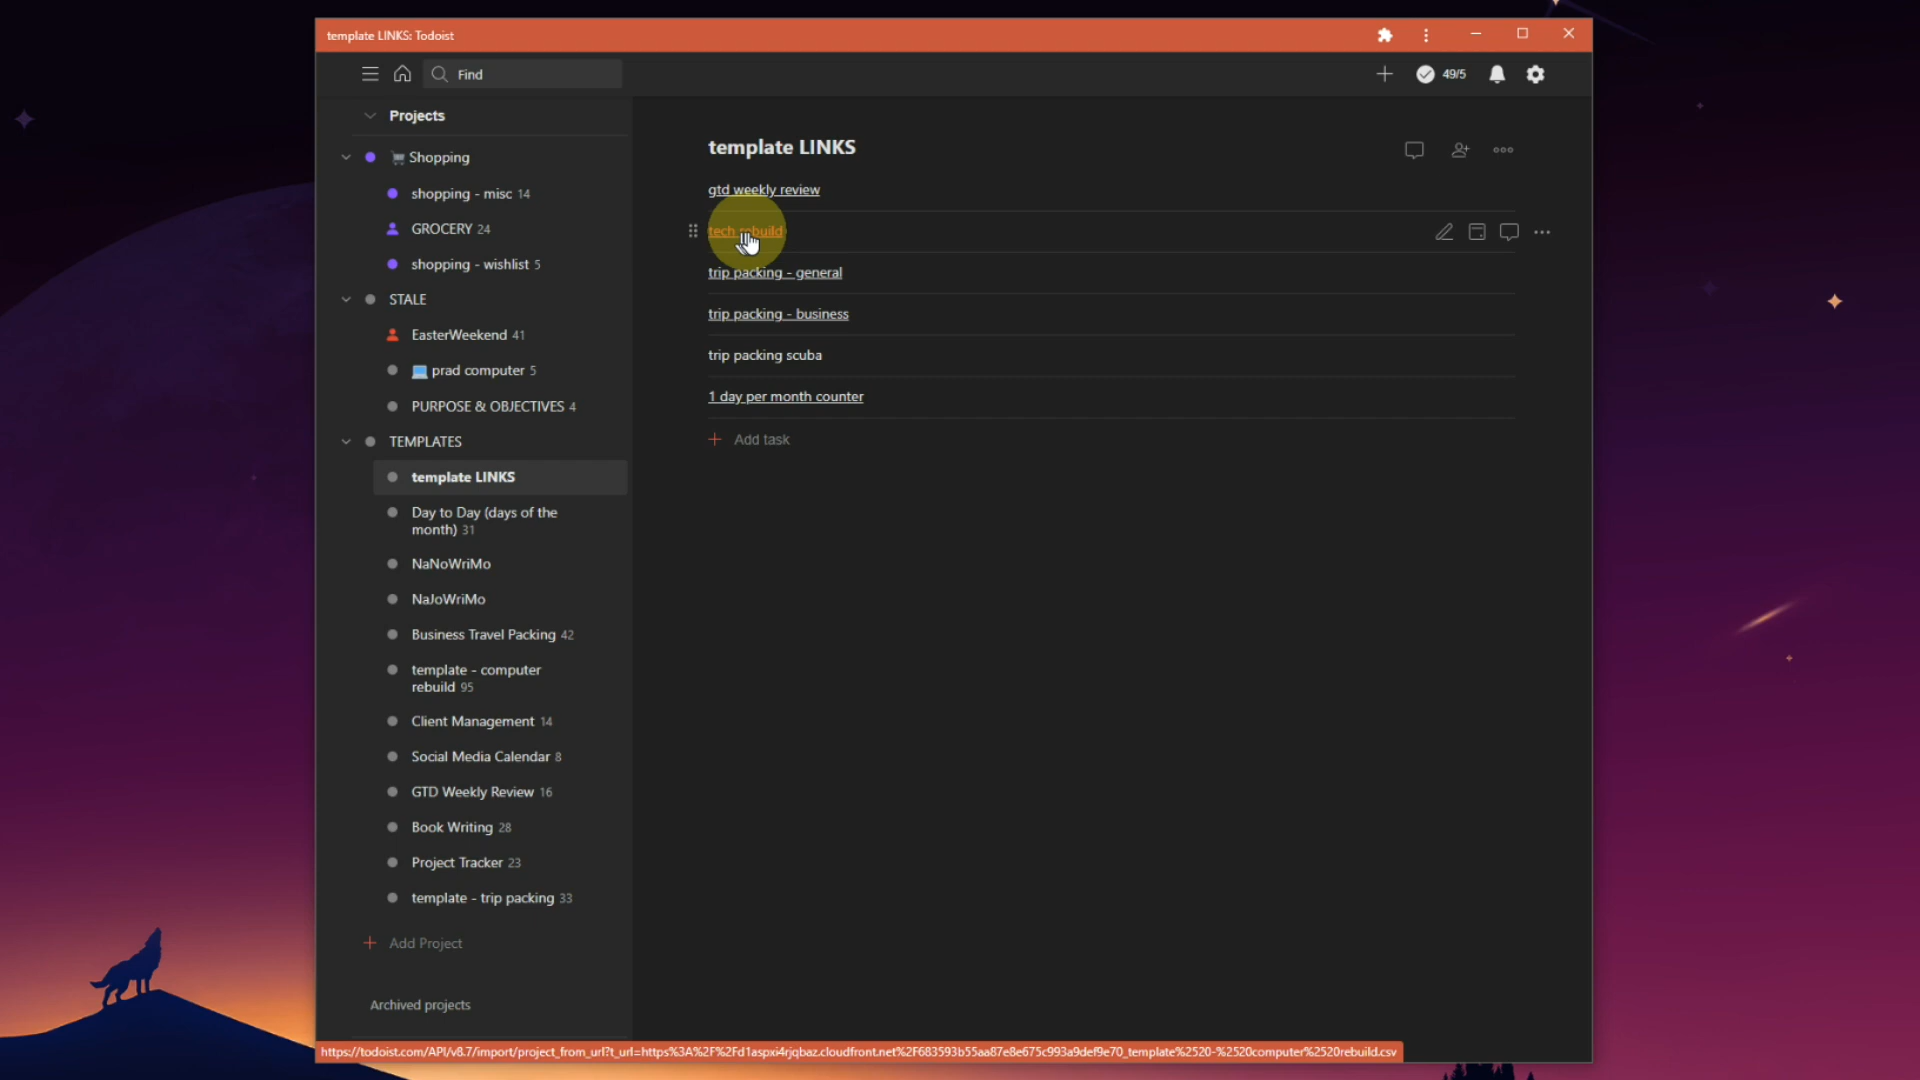 template LINKS: Todoist
Find
49/5
Projects
Shopping
shopping - misc 14
GROCERY 24
shopping - wishlist 5
STALE
EasterWeekend 41
prad computer 5
PURPOSE & OBJECTIVES 4
TEMPLATES
template LINKS
Day to Day (days of the
month) 31
NaNoWriMo
NaJoWriMo
Business Travel Packing 42
template - computer
rebuild 95
Client Management 14
Social Media Calendar 8
GTD Weekly Review 16
Book Writing 28
Project Tracker 23
template - trip packing 33
Add Project
Archived projects
template LINKS
gtd weekly review
tech rebuild
trip packing - general
trip packing - business
trip packing scuba
1 day per month counter
Add task
https://todoist.com/API/v8.7/import/project_from_url?t_url=https%3A%2F%2Fd1aspxi4rjqbaz.cloudfront.net%2F683593b55aa87e8e675c993a9def9e70_template%2520-%2520computer%2520rebuild.csv